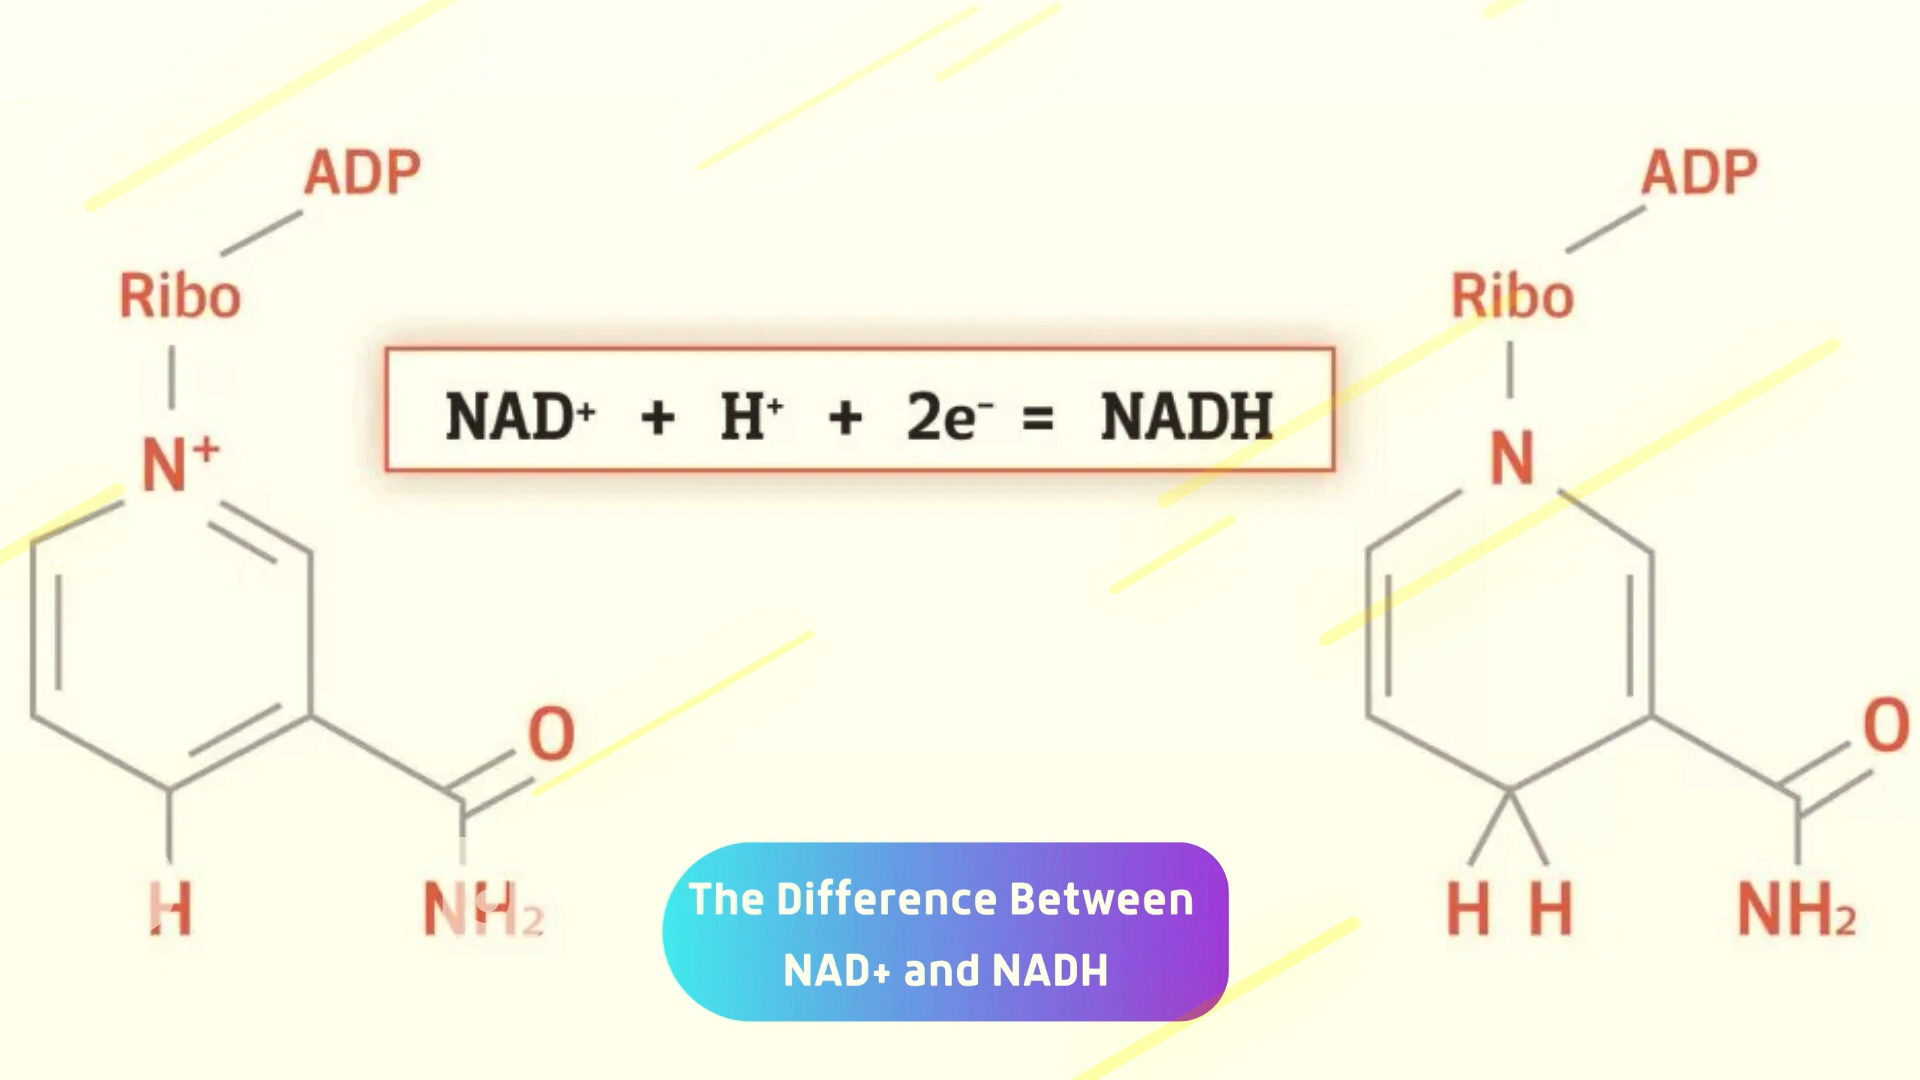 ADP
Ribo
N⁺
O
H
NH₂
NAD⁺ + H⁺ + 2e⁻ = NADH
ADP
Ribo
N
O
H H
NH₂
The Difference Between
NAD+ and NADH